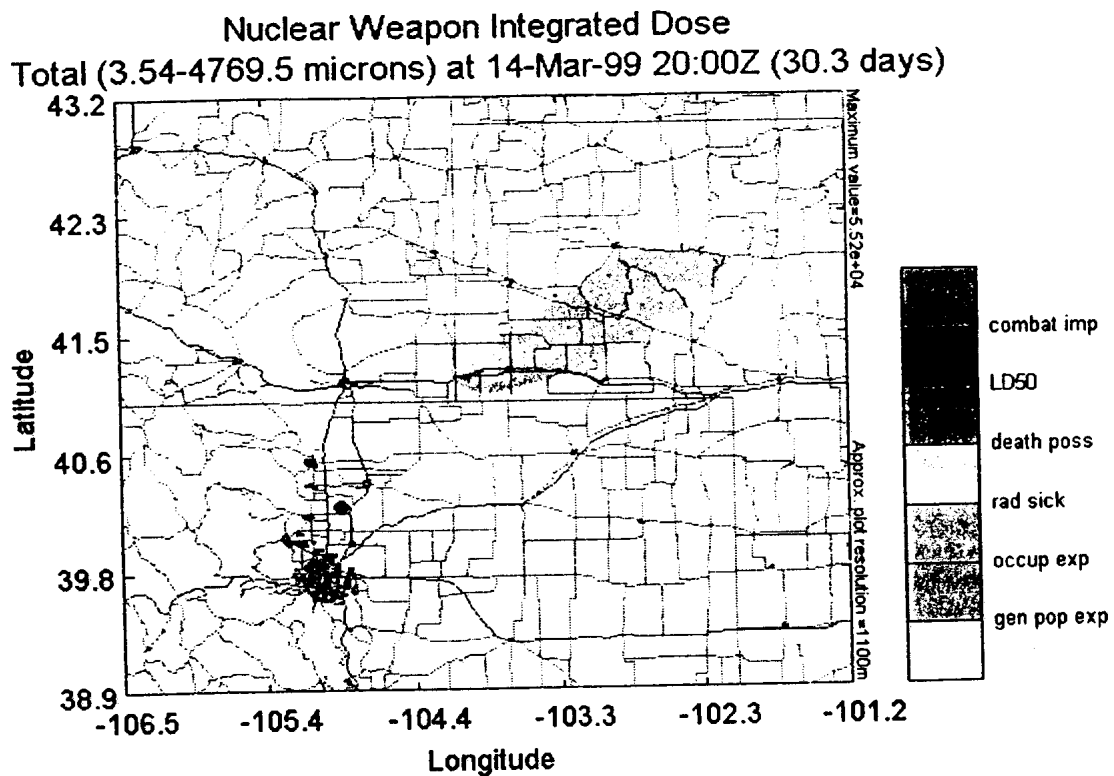 Nuclear Weapon Integrated Dose
Total (3.54-4769.5 microns) at 14-Mar-99 20:00Z (30.3 days)
43.2
42.3
41.5
40.6
39.8
38.9
Latitude
-106.5
-105.4
-104.4
-103.3
-102.3
-101.2
Longitude
Maximum value=5.52e+04
Approx. plot resolution =1100m
combat imp
LD50
death poss
rad sick
occup exp
gen pop exp